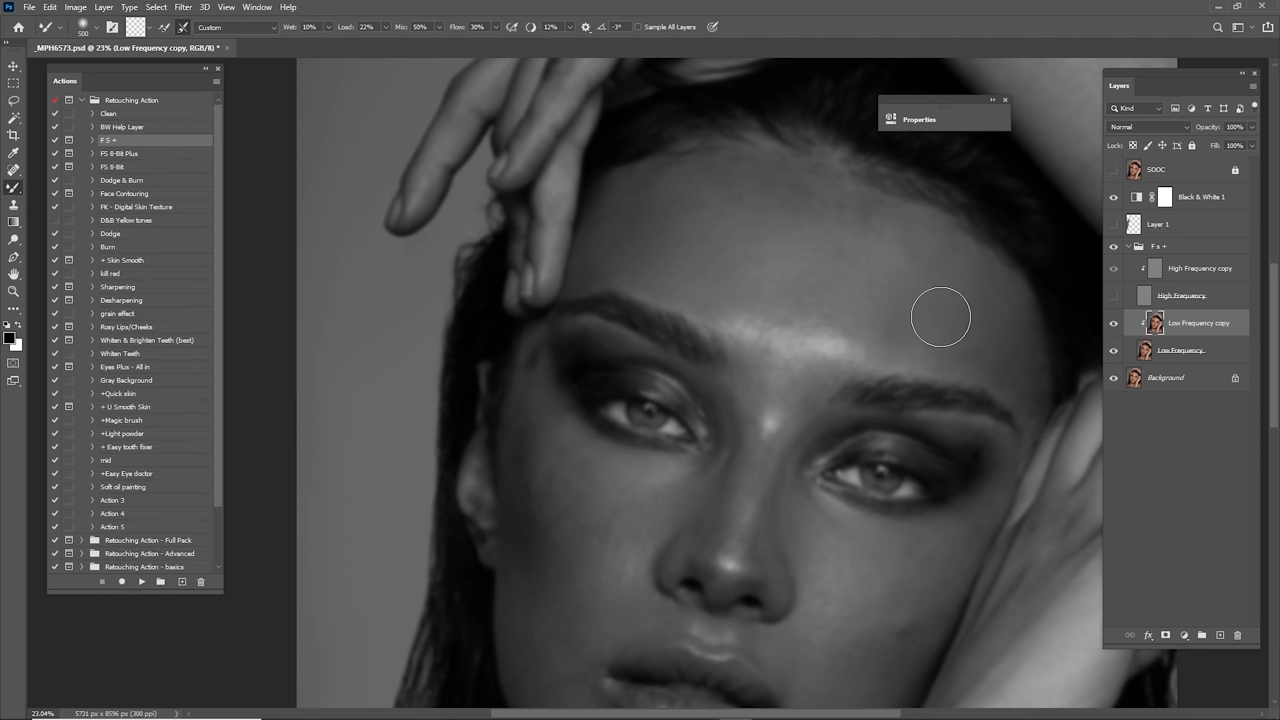 Ps File Edit Image Layer Type Select Filter 3D View Window Help
500 Custom Wet: 10% Load: 22% Mix: 50% Flow: 30% 12% -3° Sample All Layers
_MPH6573.psd @ 23% (Low Frequency copy, RGB/8) *
Actions
Retouching Action
Clean
BW Help Layer
F S +
FS 8-Bit Plus
FS 8-Bit
Dodge & Burn
Face Contouring
FK - Digital Skin Texture
D&B Yellow tones
Dodge
Burn
+ Skin Smooth
kill red
Sharpening
Desharpening
grain effect
Rosy Lips/Cheeks
Whiten & Brighten Teeth (best)
Whiten Teeth
Eyes Plus - All in
Gray Background
+Quick skin
+ U Smooth Skin
+Magic brush
+Light powder
+ Easy tooth fixer
mid
+Easy Eye doctor
Soft oil painting
Action 3
Action 4
Action 5
Retouching Action - Full Pack
Retouching Action - Advanced
Retouching Action - basics
Properties
Layers
Kind
Normal Opacity: 100%
Lock: Fill: 100%
SOOC
Black & White 1
Layer 1
F s +
High Frequency copy
High Frequency
Low Frequency copy
Low Frequency
Background
23.04% 5731 px x 8596 px (300 ppi)